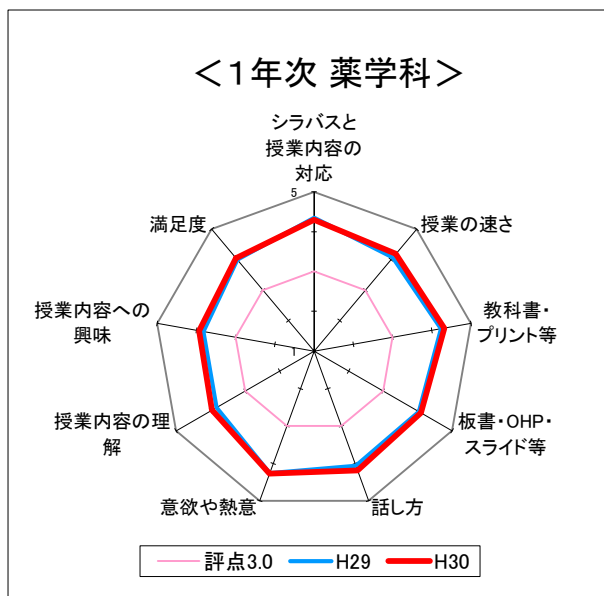 ＜１年次 薬学科＞
シラバスと
授業内容の
対応
5
満足度
授業の速さ
授業内容への
興味
教科書・
プリント等
1
授業内容の理
解
板書・OHP・
スライド等
意欲や熱意
話し方
評点3.0
H29
H30